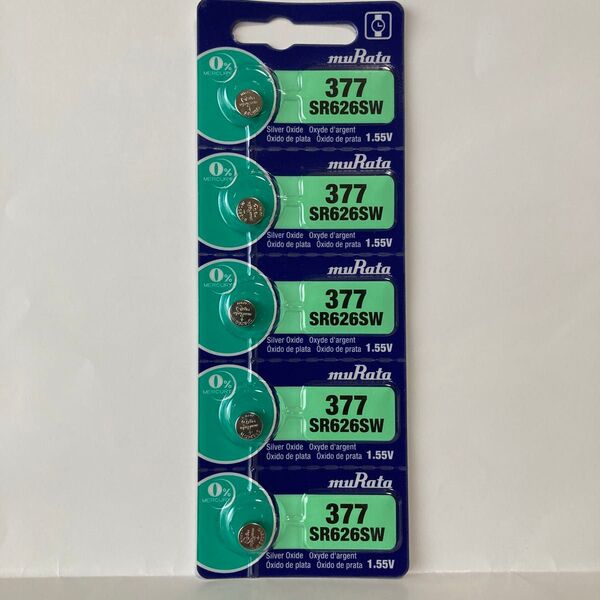 muRata
0%
MERCURY
377
SR626SW
Silver Oxide Oxyde d'argent
Óxido de plata Óxido de prata 1.55V
muRata
0%
MERCURY
377
SR626SW
Silver Oxide Oxyde d'argent
Óxido de plata Óxido de prata 1.55V
muRata
0%
MERCURY
377
SR626SW
Silver Oxide Oxyde d'argent
Óxido de plata Óxido de prata 1.55V
muRata
0%
MERCURY
377
SR626SW
Silver Oxide Oxyde d'argent
Óxido de plata Óxido de prata 1.55V
muRata
0%
MERCURY
377
SR626SW
Silver Oxide Oxyde d'argent
Óxido de plata Óxido de prata 1.55V